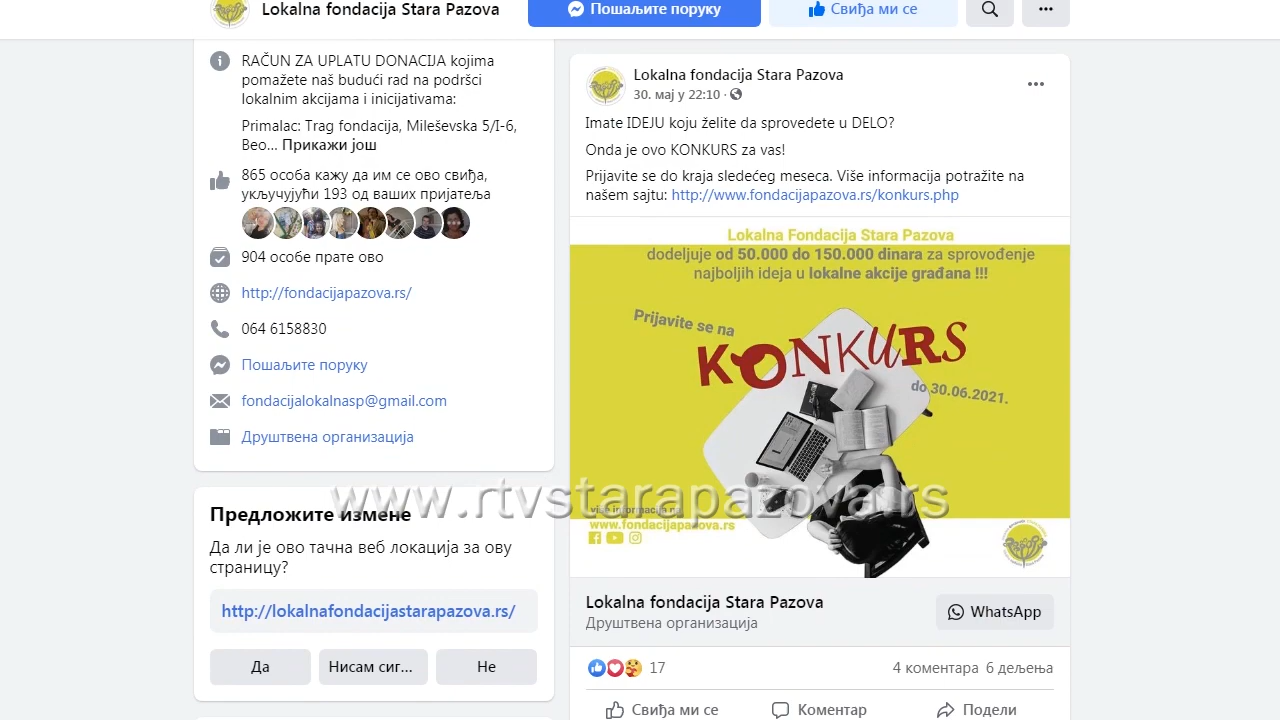 Lokalna fondacija Stara Pazova
Пошаљите поруку
Свиђа ми се
RAČUN ZA UPLATU DONACIJA kojima
pomažete naš budući rad na podršci
lokalnim akcijama i inicijativama:
Primalac: Trag fondacija, Mileševska 5/I-6,
Beo... Прикажи још
865 особа кажу да им се ово свиђа,
укључујући 193 од ваших пријатеља
904 особе прате ово
http://fondacijapazova.rs/
064 6158830
Пошаљите поруку
fondacijalokalnasp@gmail.com
Друштвена организација
Предложите измене
Да ли је ово тачна веб локација за ову
страницу?
http://lokalnafondacijastarapazova.rs/
Да
Нисам сиг...
Не
Lokalna fondacija Stara Pazova
30. мај у 22:10 ·
Imate IDEJU koju želite da sprovedete u DELO?
Onda je ovo KONKURS za vas!
Prijavite se do kraja sledećeg meseca. Više informacija potražite na
našem sajtu: http://www.fondacijapazova.rs/konkurs.php
Lokalna Fondacija Stara Pazova
dodeljuje od 50.000 do 150.000 dinara za sprovođenje
najboljih ideja u lokalne akcije građana !!!
Prijavite se na
KONKURS
do 30.06.2021.
više informacija na
www.fondacijapazova.rs
www.rtvstarapazova.rs
Lokalna fondacija Stara Pazova
Друштвена организација
WhatsApp
17
4 коментара 6 дељења
Свиђа ми се
Коментар
Подели